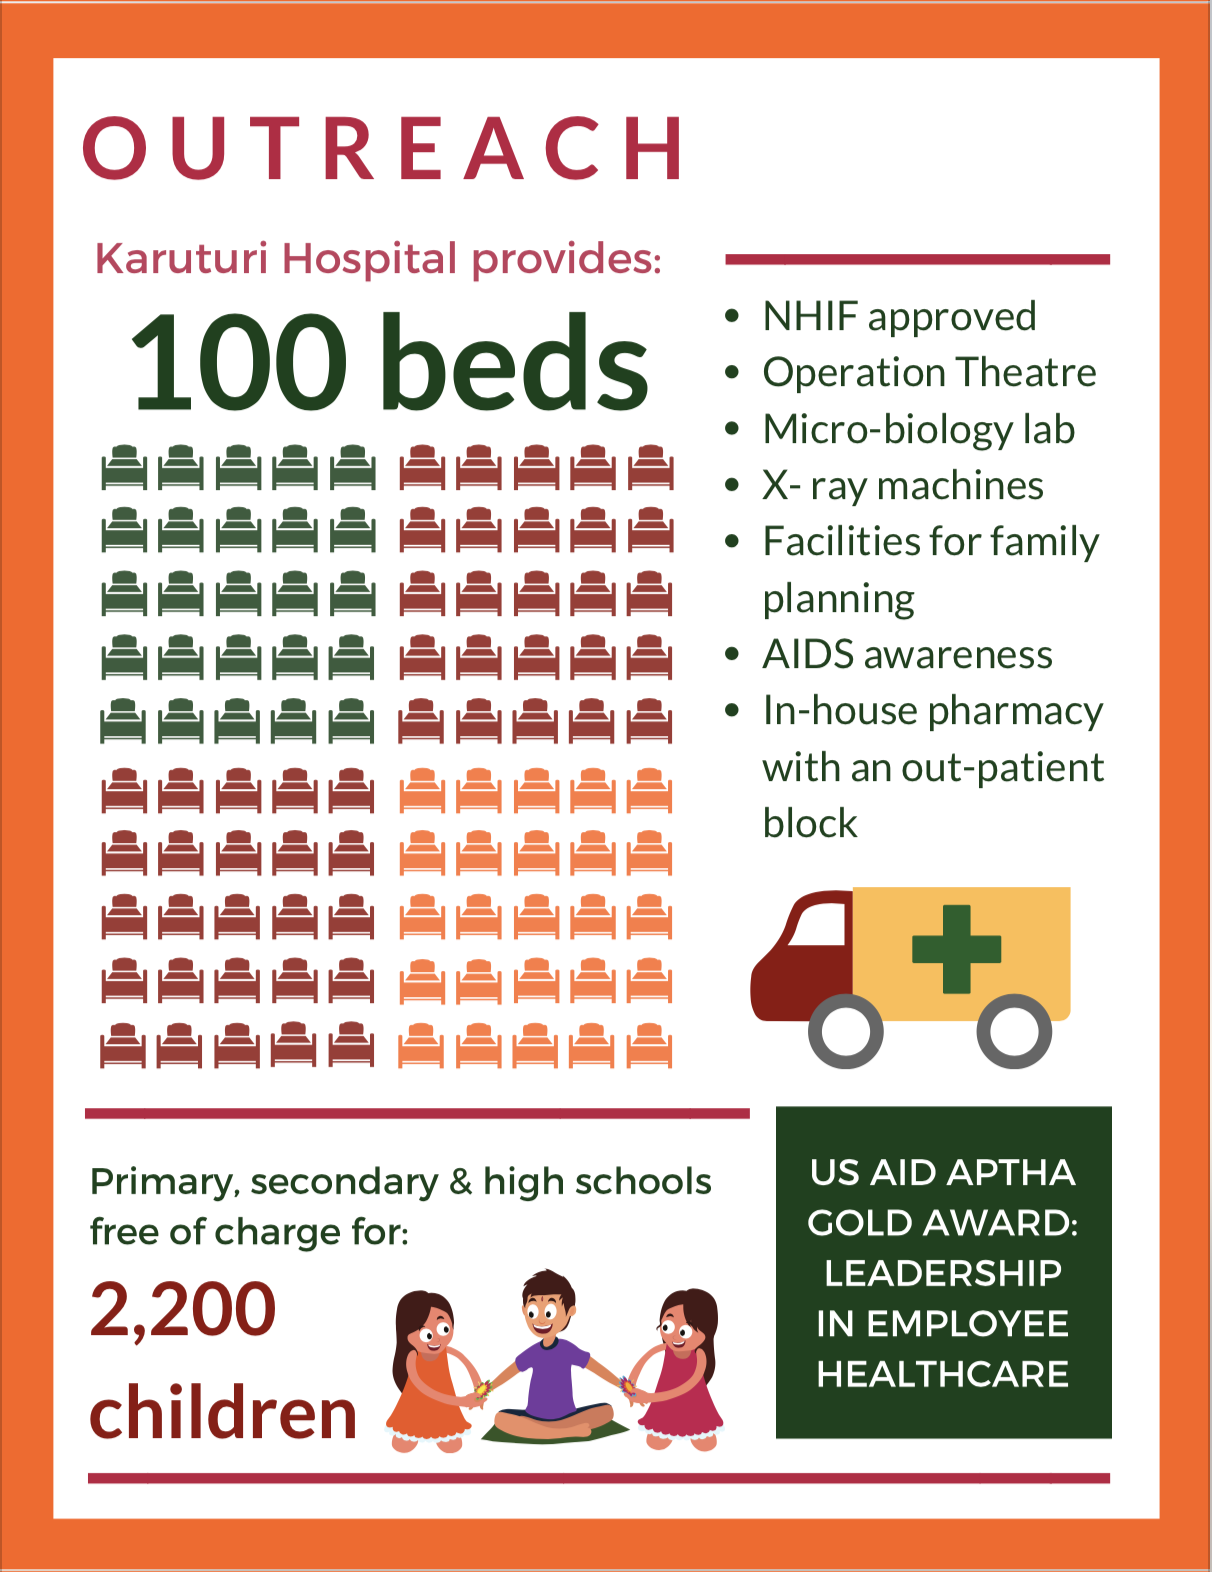 OUTREACH
Karuturi Hospital provides:
100 beds
• NHIF approved
• Operation Theatre
• Micro-biology lab
• X- ray machines
• Facilities for family
planning
• AIDS awareness
• In-house pharmacy
with an out-patient
block
Primary, secondary & high schools
free of charge for:
2,200
children
US AID APTHA
GOLD AWARD:
LEADERSHIP
IN EMPLOYEE
HEALTHCARE